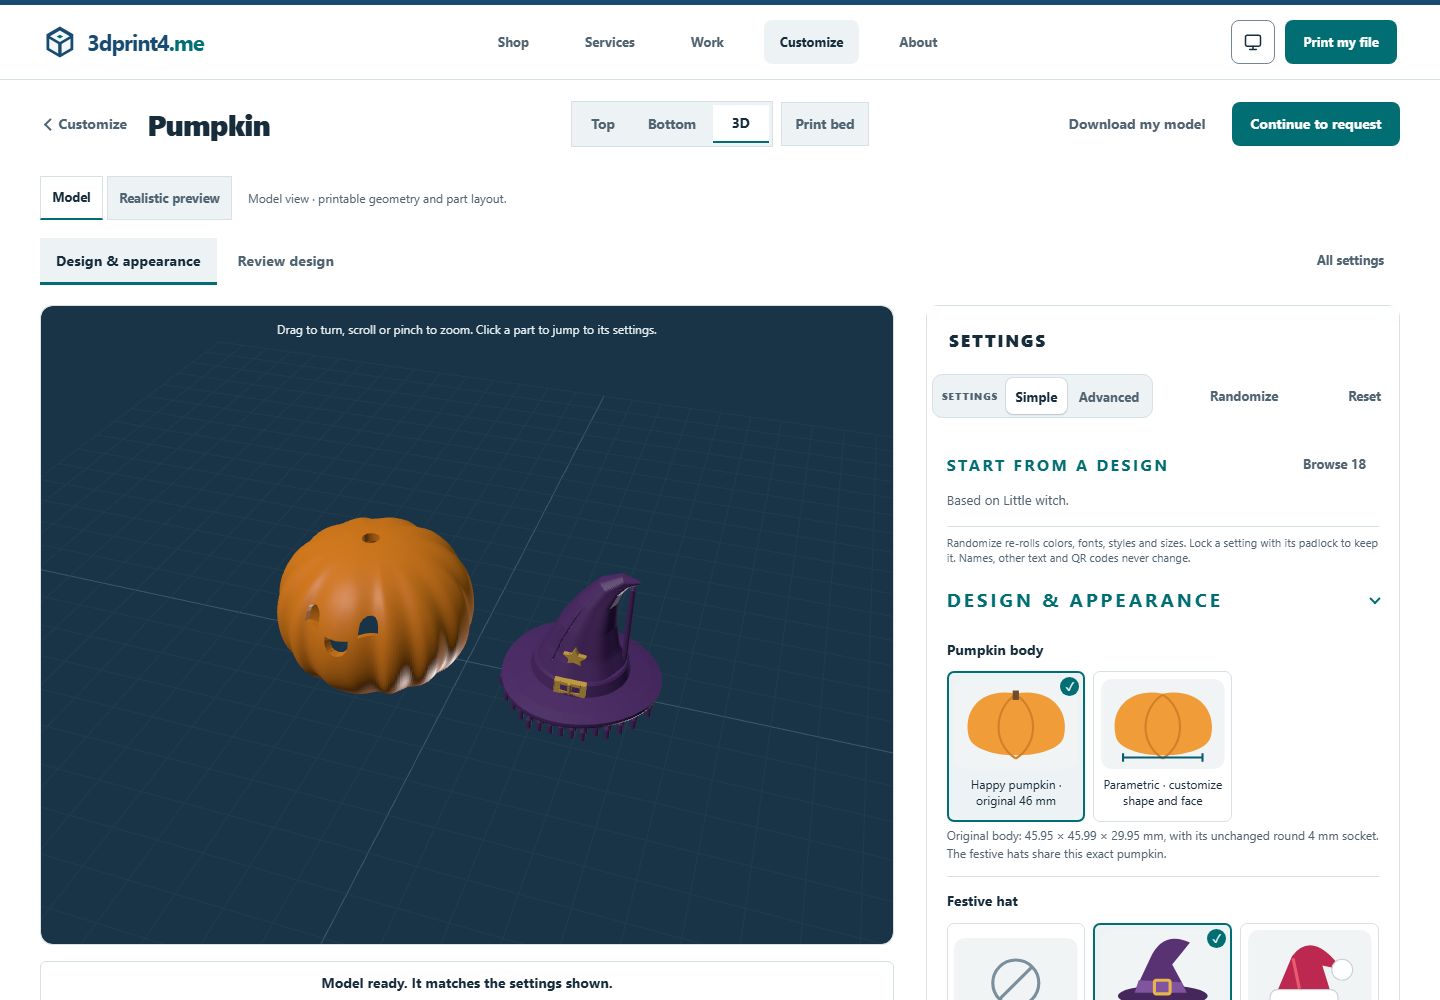 3dprint4.me
Shop
Services
Work
Customize
About
Print my file
Customize
Pumpkin
Top
Bottom
3D
Print bed
Download my model
Continue to request
Model
Realistic preview
Model view · printable geometry and part layout.
Design & appearance
Review design
All settings
Drag to turn, scroll or pinch to zoom. Click a part to jump to its settings.
Model ready. It matches the settings shown.
SETTINGS
SETTINGS
Simple
Advanced
Randomize
Reset
START FROM A DESIGN
Browse 18
Based on Little witch.
Randomize re-rolls colors, fonts, styles and sizes. Lock a setting with its padlock to keep
it. Names, other text and QR codes never change.
DESIGN & APPEARANCE
Pumpkin body
Happy pumpkin ·
original 46 mm
Parametric · customize
shape and face
Original body: 45.95 × 45.99 × 29.95 mm, with its unchanged round 4 mm socket.
The festive hats share this exact pumpkin.
Festive hat